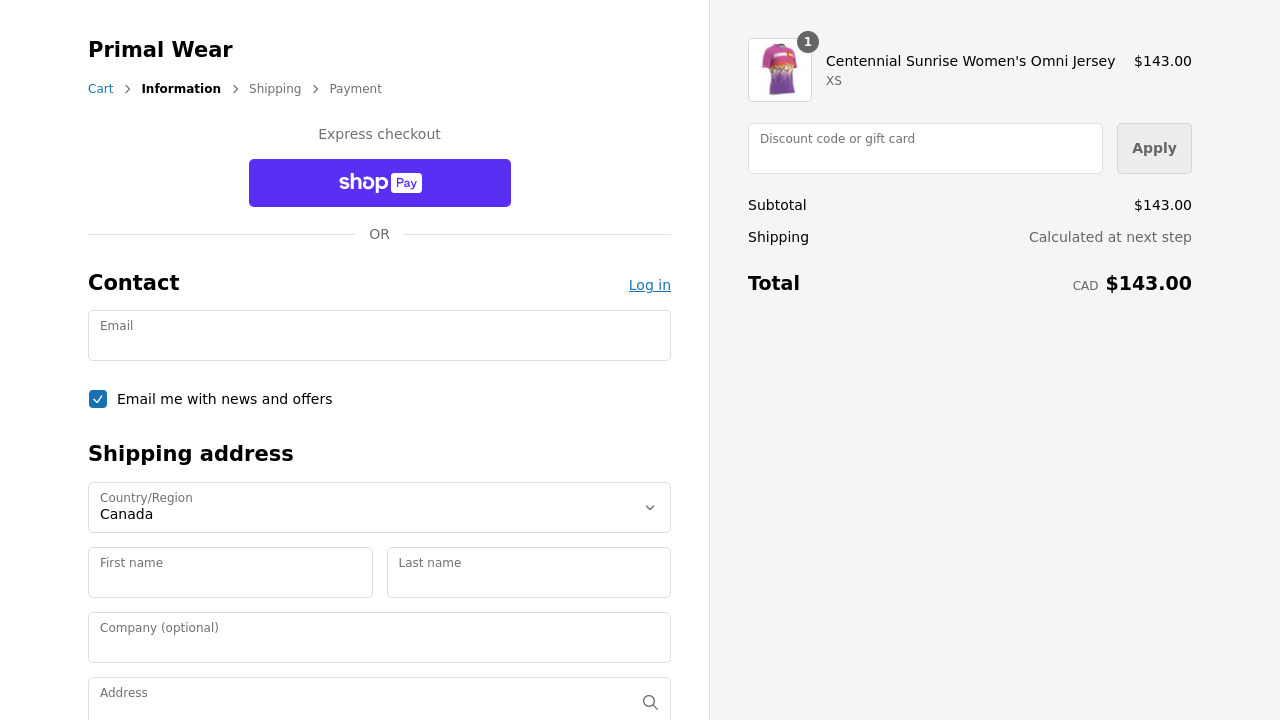 Primal Wear
Cart
Information
Shipping
Payment
Express checkout
shop Pay
OR
Contact
Log in
Email
Email me with news and offers
Shipping address
Country/Region
Canada
First name
Last name
Company (optional)
Address
1
Centennial Sunrise Women's Omni Jersey
$143.00
XS
Discount code or gift card
Apply
Subtotal
$143.00
Shipping
Calculated at next step
Total
CAD $143.00